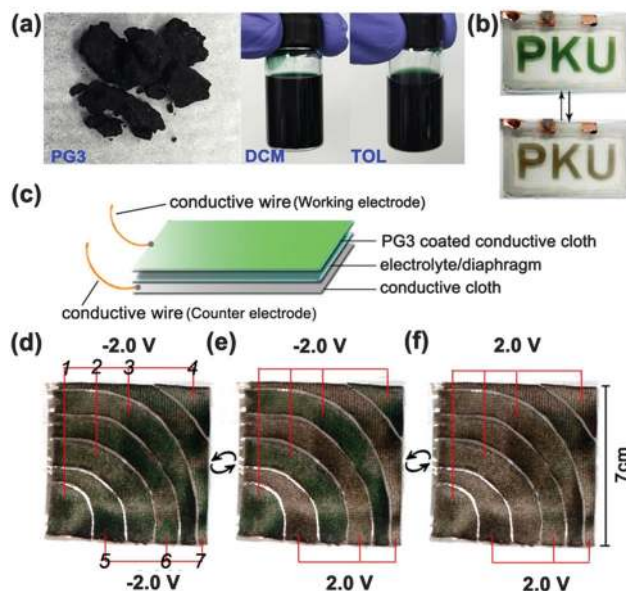 (a)
PG3
DCM
TOL
(b)
PKU
PKU
(c)
conductive wire (Working electrode)
PG3 coated conductive cloth
electrolyte/diaphragm
conductive cloth
conductive wire (Counter electrode)
(d)
-2.0 V
1
2
3
4
5
6
7
-2.0 V
(e)
-2.0 V
2.0 V
(f)
2.0 V
2.0 V
7cm